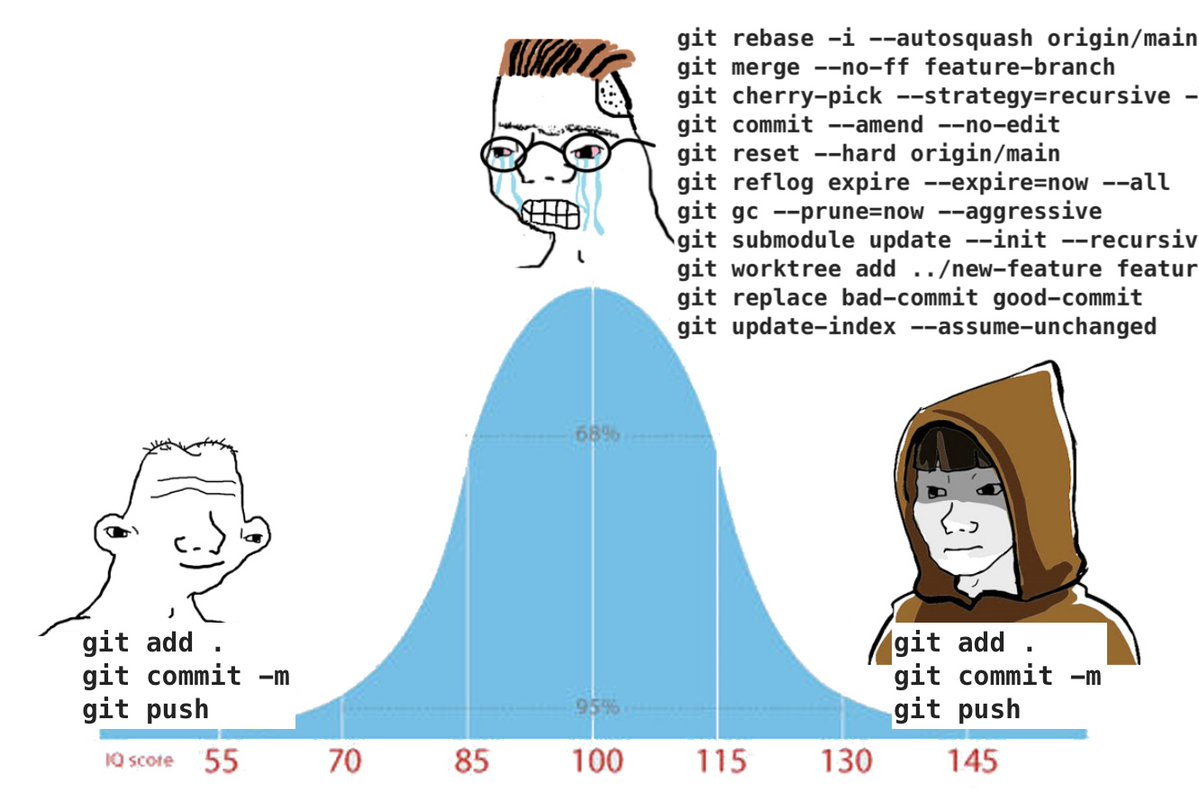 git rebase -i --autosquash origin/main
git merge --no-ff feature-branch
git cherry-pick --strategy=recursive -
git commit --amend --no-edit
git reset --hard origin/main
git reflog expire --expire=now --all
git gc --prune=now --aggressive
git submodule update --init --recursiv
git worktree add ../new-feature featur
git replace bad-commit good-commit
git update-index --assume-unchanged
68%
git add .
git commit -m
git push
git add .
git commit -m
git push
95%
IQ score 55 70 85 100 115 130 145